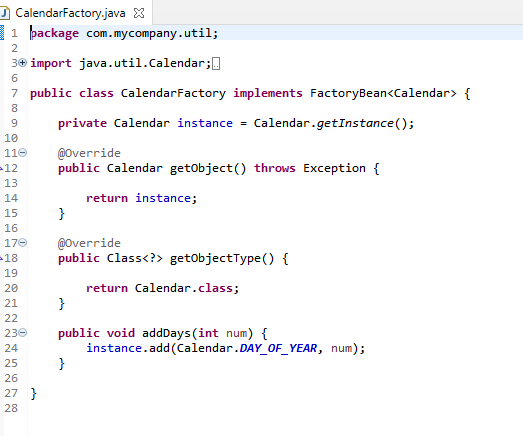 CalendarFactory.java
1 package com.mycompany.util;
2
3 import java.util.Calendar;
6
7 public class CalendarFactory implements FactoryBean<Calendar> {
8
9 private Calendar instance = Calendar.getInstance();
10
11 @Override
12 public Calendar getObject() throws Exception {
13
14 return instance;
15 }
16
17 @Override
18 public Class<?> getObjectType() {
19
20 return Calendar.class;
21 }
22
23 public void addDays(int num) {
24 instance.add(Calendar.DAY_OF_YEAR, num);
25 }
26
27 }
28